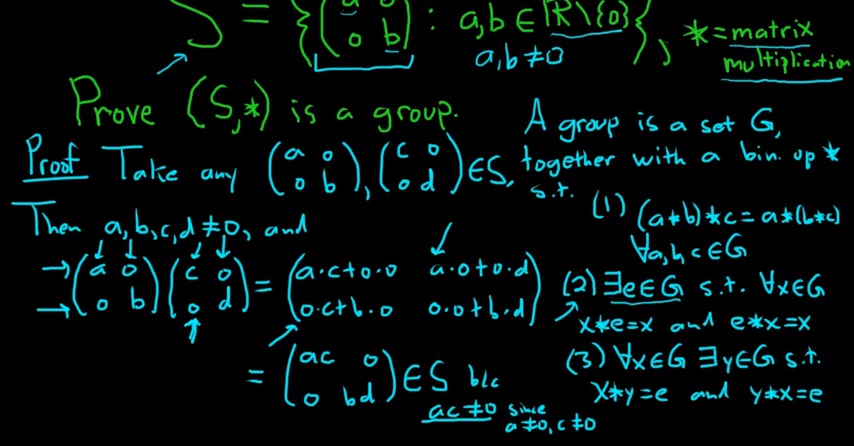 S = {(a 0
0 b) : a,b ∈ ℝ\{0}}, * = matrix
a,b ≠ 0
multiplication
Prove (S,*) is a group.
Proof Take any (a 0
0 b), (c 0
0 d) ∈ S.
Then a,b,c,d ≠ 0, and
(a 0
0 b)(c 0
0 d) = (a·c+0·0 a·0+0·d
0·c+b·0 0·0+b·d)
= (ac 0
0 bd) ∈ S b/c
ac ≠ 0 since
a≠0, c≠0
A group is a set G,
together with a bin. op *
s.t.
(1) (a*b)*c = a*(b*c)
∀a,b,c ∈ G
(2) ∃e∈G s.t. ∀x∈G
x*e=x and e*x=x
(3) ∀x∈G ∃y∈G s.t.
x*y=e and y*x=e